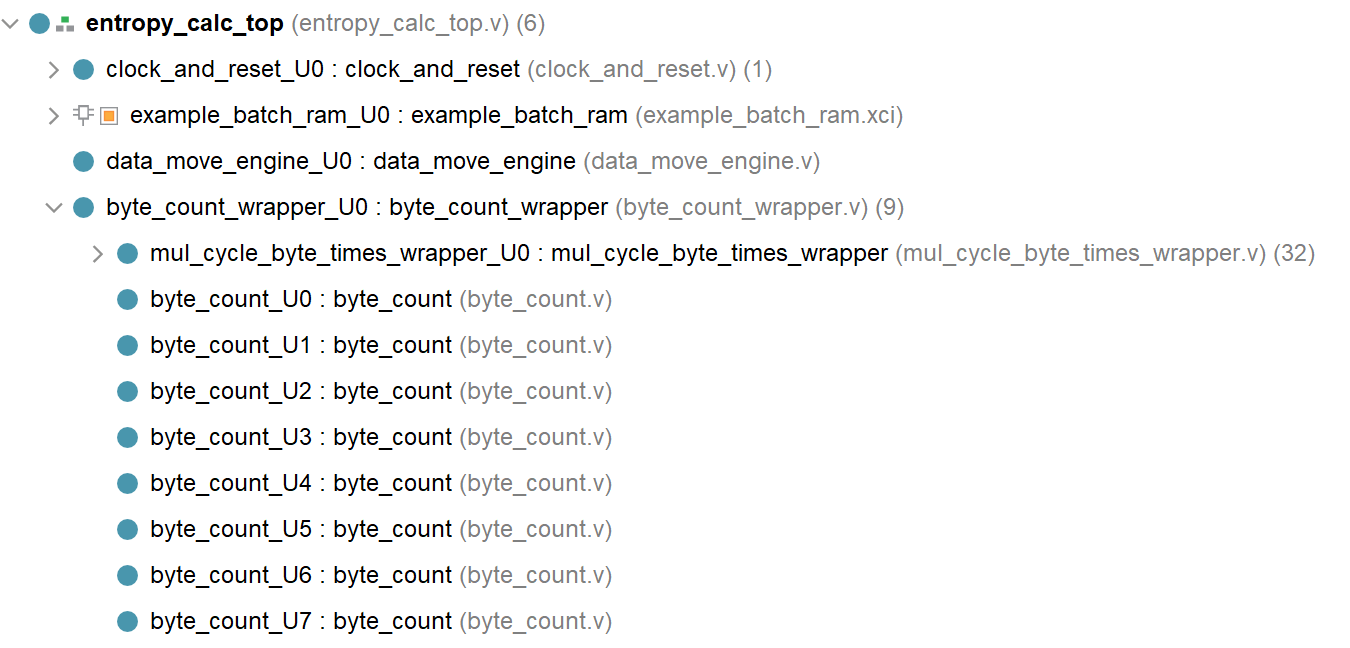 entropy_calc_top (entropy_calc_top.v) (6)
clock_and_reset_U0 : clock_and_reset (clock_and_reset.v) (1)
example_batch_ram_U0 : example_batch_ram (example_batch_ram.xci)
data_move_engine_U0 : data_move_engine (data_move_engine.v)
byte_count_wrapper_U0 : byte_count_wrapper (byte_count_wrapper.v) (9)
mul_cycle_byte_times_wrapper_U0 : mul_cycle_byte_times_wrapper (mul_cycle_byte_times_wrapper.v) (32)
byte_count_U0 : byte_count (byte_count.v)
byte_count_U1 : byte_count (byte_count.v)
byte_count_U2 : byte_count (byte_count.v)
byte_count_U3 : byte_count (byte_count.v)
byte_count_U4 : byte_count (byte_count.v)
byte_count_U5 : byte_count (byte_count.v)
byte_count_U6 : byte_count (byte_count.v)
byte_count_U7 : byte_count (byte_count.v)